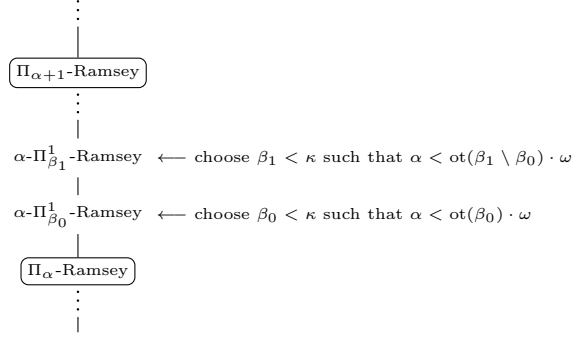 Π_{α+1}-Ramsey
α-Π^1_{β_1}-Ramsey ⟵ choose β_1 < κ such that α < ot(β_1 \ β_0) · ω
α-Π^1_{β_0}-Ramsey ⟵ choose β_0 < κ such that α < ot(β_0) · ω
Π_α-Ramsey